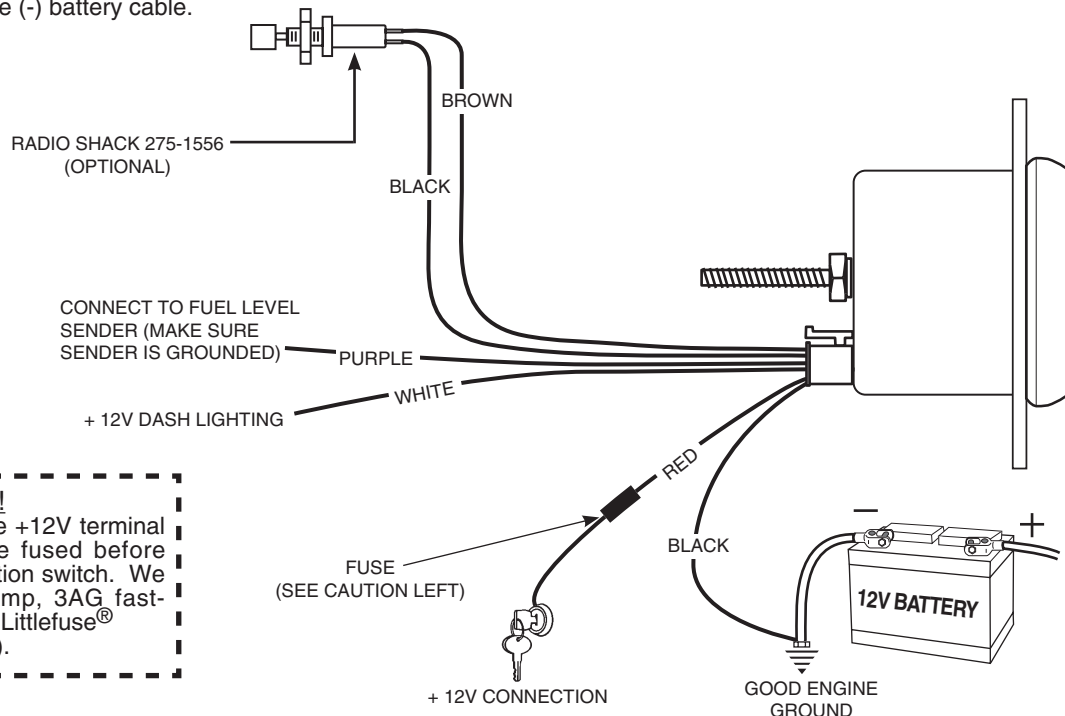 e (-) battery cable.
BROWN
RADIO SHACK 275-1556
(OPTIONAL)
BLACK
CONNECT TO FUEL LEVEL
SENDER (MAKE SURE
SENDER IS GROUNDED)
PURPLE
WHITE
+ 12V DASH LIGHTING
RED
!
e +12V terminal
e fused before
tion switch. We
mp, 3AG fast-
Littlefuse®
).
FUSE
(SEE CAUTION LEFT)
BLACK
− +
12V BATTERY
+ 12V CONNECTION
GOOD ENGINE
GROUND